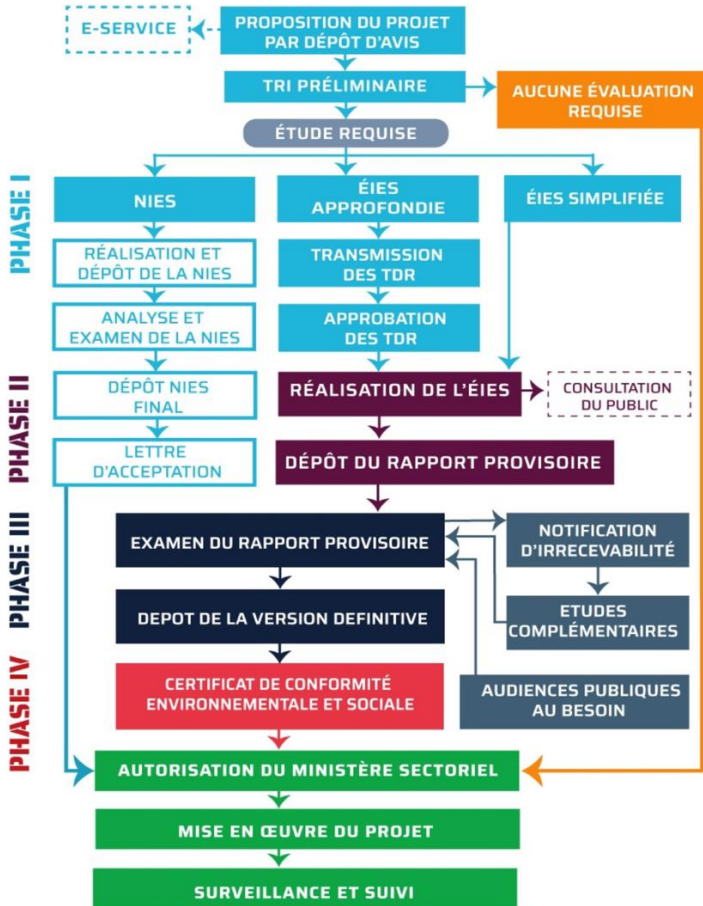 E-SERVICE
PROPOSITION DU PROJET
PAR DÉPÔT D'AVIS
TRI PRÉLIMINAIRE
AUCUNE ÉVALUATION
REQUISE
ÉTUDE REQUISE
PHASE I
NIES
ÉIES
APPROFONDIE
ÉIES SIMPLIFIÉE
RÉALISATION ET
DÉPÔT DE LA NIES
TRANSMISSION
DES TDR
ANALYSE ET
EXAMEN DE LA NIES
APPROBATION
DES TDR
PHASE II
DÉPÔT NIES
FINAL
RÉALISATION DE L'ÉIES
CONSULTATION
DU PUBLIC
LETTRE
D'ACCEPTATION
DÉPÔT DU RAPPORT PROVISOIRE
PHASE III
EXAMEN DU RAPPORT PROVISOIRE
NOTIFICATION
D'IRRECEVABILITÉ
DEPOT DE LA VERSION DEFINITIVE
ETUDES
COMPLÉMENTAIRES
PHASE IV
CERTIFICAT DE CONFORMITÉ
ENVIRONNEMENTALE ET SOCIALE
AUDIENCES PUBLIQUES
AU BESOIN
AUTORISATION DU MINISTÈRE SECTORIEL
MISE EN ŒUVRE DU PROJET
SURVEILLANCE ET SUIVI